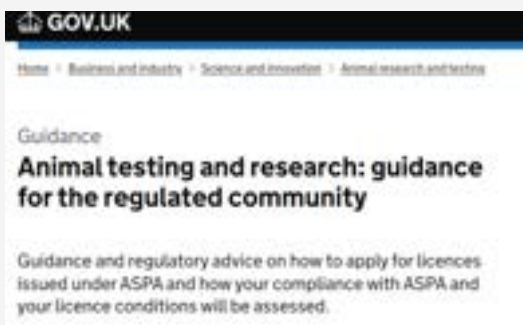 GOV.UK
Home > Business and industry > Science and innovation > Animal research and testing
Guidance
Animal testing and research: guidance
for the regulated community
Guidance and regulatory advice on how to apply for licences
issued under ASPA and how your compliance with ASPA and
your licence conditions will be assessed.